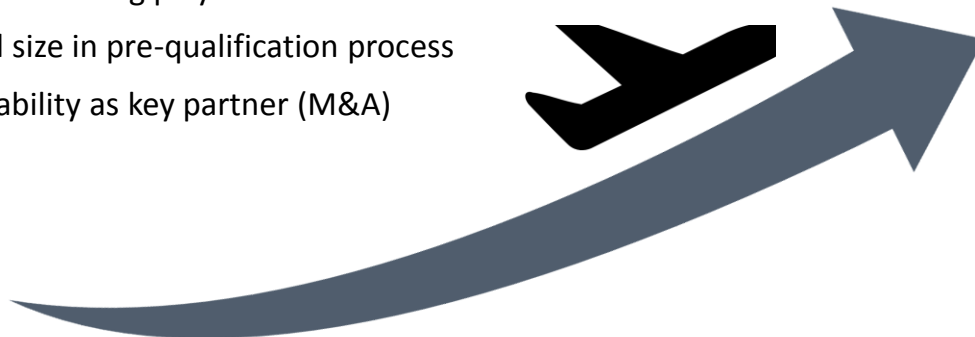 size in pre-qualification process
ability as key partner (M&A)